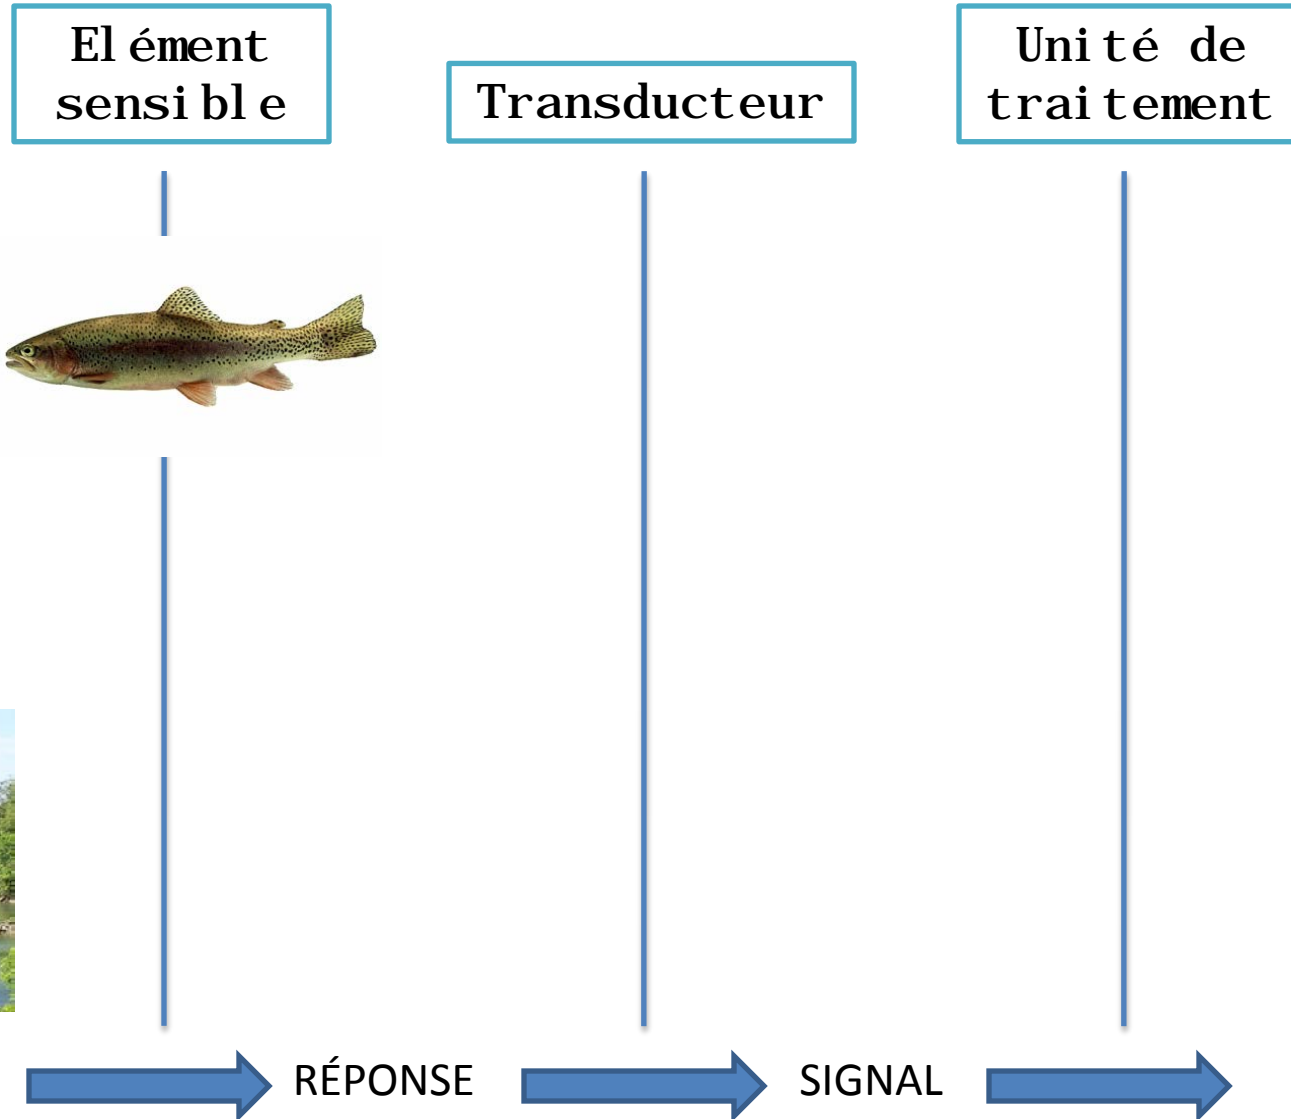 Elément
sensible
Transducteur
Unité de
traitement
RÉPONSE
SIGNAL